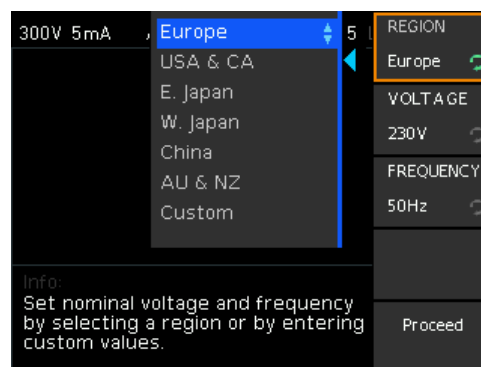 300V 5mA
5
Europe
USA & CA
E. Japan
W. Japan
China
AU & NZ
Custom
REGION
Europe
VOLTAGE
230V
FREQUENCY
50Hz
Proceed
Info:
Set nominal voltage and frequency
by selecting a region or by entering
custom values.